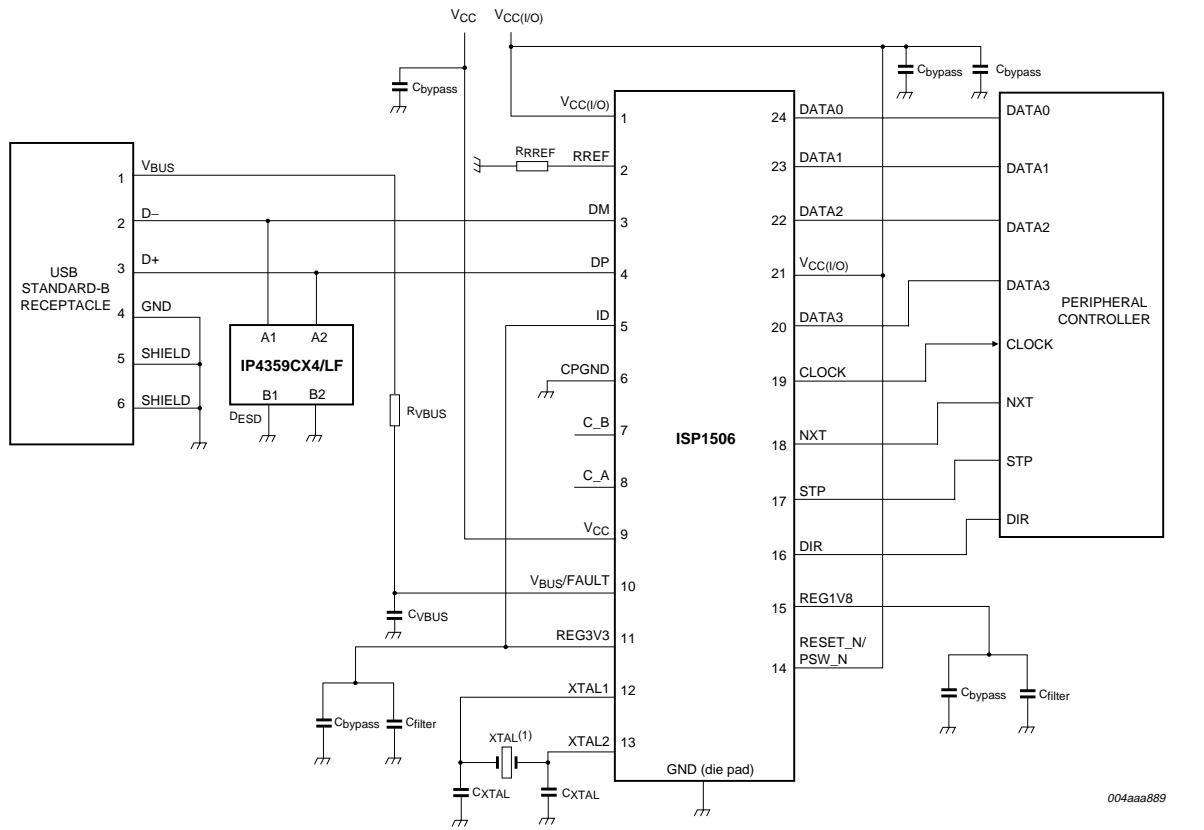 VCC
VCC(I/O)
Cbypass
Cbypass
Cbypass
USB
STANDARD-B
RECEPTACLE
1
VBUS
2
D−
3
D+
4
GND
5
SHIELD
6
SHIELD
A1
A2
IP4359CX4/LF
B1
B2
DESD
RVBUS
CVBUS
RRREF
ISP1506
VCC(I/O)
1
RREF
2
DM
3
DP
4
ID
5
CPGND
6
C_B
7
C_A
8
VCC
9
VBUS/FAULT
10
REG3V3
11
XTAL1
12
XTAL2
13
GND (die pad)
24
DATA0
23
DATA1
22
DATA2
21
VCC(I/O)
20
DATA3
19
CLOCK
18
NXT
17
STP
16
DIR
15
REG1V8
14
RESET_N/
PSW_N
Cbypass
Cfilter
XTAL(1)
CXTAL
CXTAL
Cbypass
Cfilter
DATA0
DATA1
DATA2
DATA3
PERIPHERAL
CONTROLLER
CLOCK
NXT
STP
DIR
004aaa889